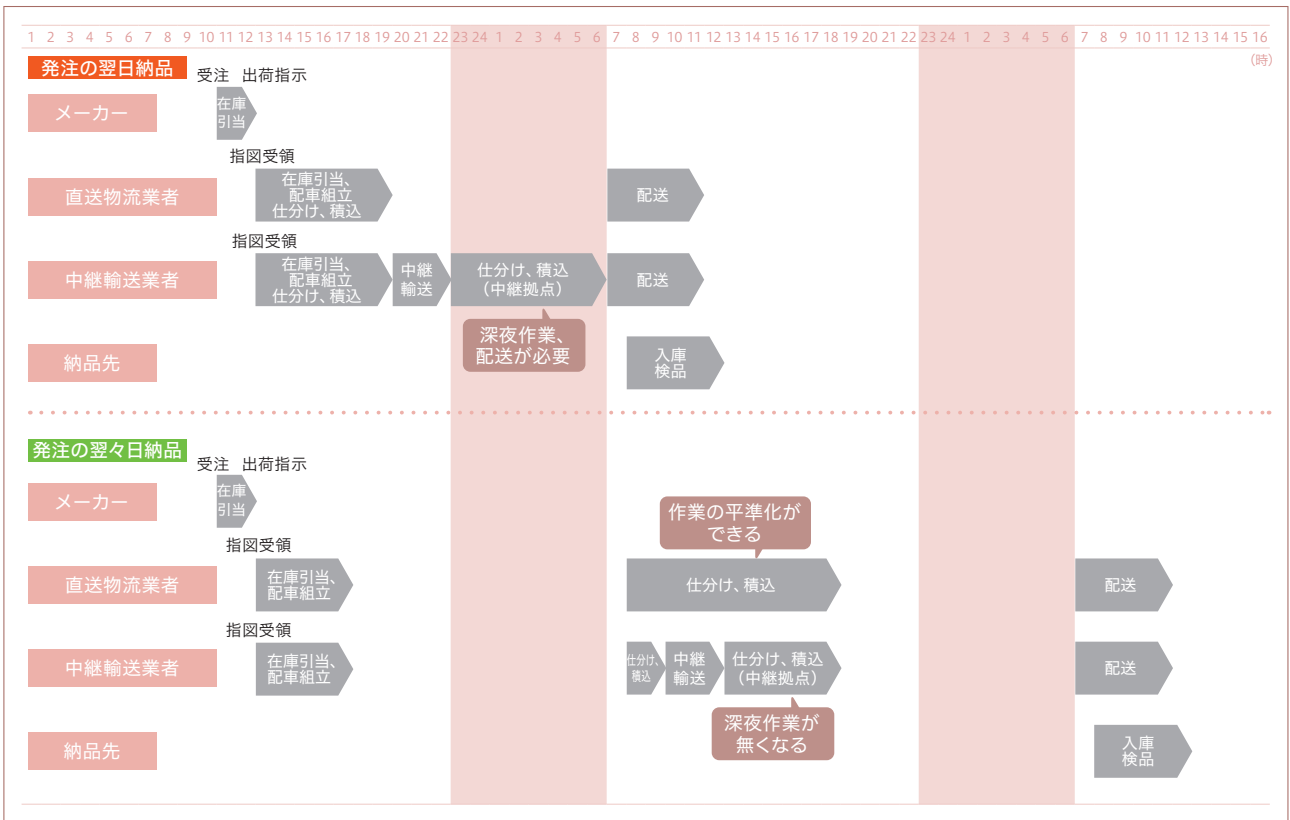 1 2 3 4 5 6 7 8 9 10 11 12 13 14 15 16 17 18 19 20 21 22 23 24 1 2 3 4 5 6 7 8 9 10 11 12 13 14 15 16 17 18 19 20 21 22 23 24 1 2 3 4 5 6 7 8 9 10 11 12 13 14 15 16
(時)
発注の翌日納品
受注 出荷指示
メーカー
在庫
引当
指図受領
直送物流業者
在庫引当、
配車組立
仕分け、積込
配送
指図受領
中継輸送業者
在庫引当、
配車組立
仕分け、積込
中継
輸送
仕分け、積込
(中継拠点)
配送
深夜作業、
配送が必要
納品先
入庫
検品
発注の翌々日納品
受注 出荷指示
メーカー
在庫
引当
作業の平準化が
できる
指図受領
直送物流業者
在庫引当、
配車組立
仕分け、積込
配送
指図受領
中継輸送業者
在庫引当、
配車組立
仕分け、
積込
中継
輸送
仕分け、積込
(中継拠点)
配送
深夜作業が
無くなる
納品先
入庫
検品